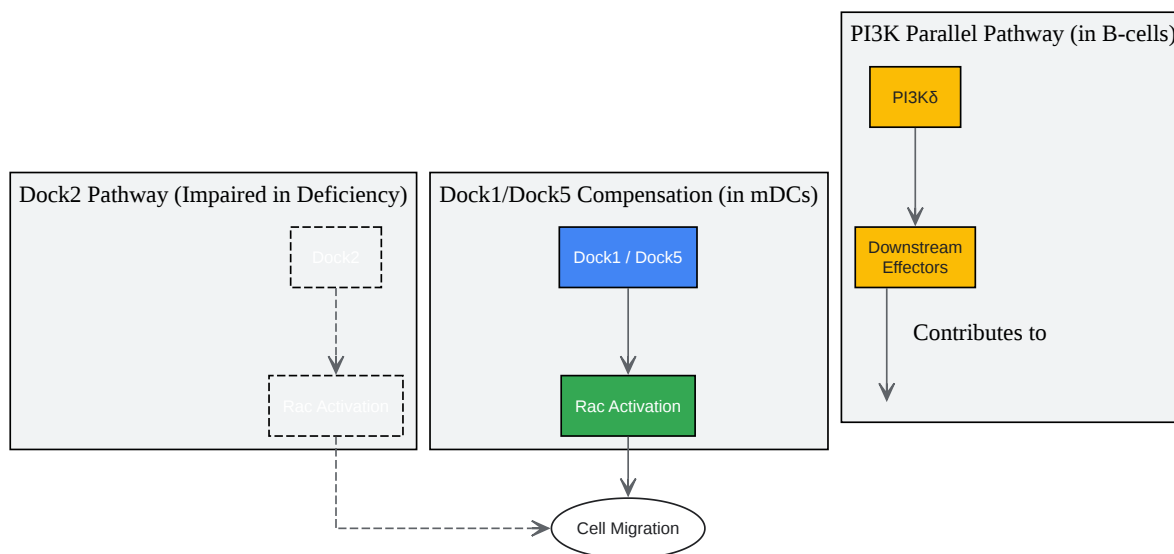 PI3K Parallel Pathway (in B-cells)
PI3Kδ
Dock2 Pathway (Impaired in Deficiency)
Dock1/Dock5 Compensation (in mDCs)
Dock2
Dock1 / Dock5
Downstream
Effectors
Contributes to
Rac Activation
Rac Activation
Cell Migration